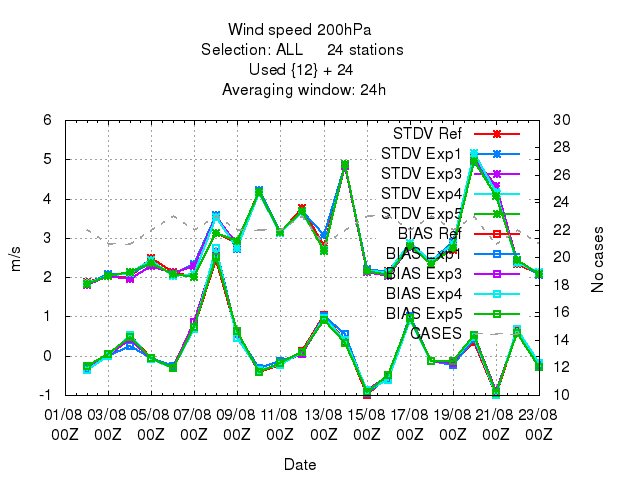 Wind speed 200hPa
Selection: ALL 24 stations
Used {12} + 24
Averaging window: 24h
6
5
4
3
2
1
0
-1
m/s
30
28
26
24
22
20
18
16
14
12
10
No cases
STDV Ref
STDV Exp1
STDV Exp3
STDV Exp4
STDV Exp5
BIAS Ref
BIAS Exp1
BIAS Exp3
BIAS Exp4
BIAS Exp5
CASES
01/08 03/08 05/08 07/08 09/08 11/08 13/08 15/08 17/08 19/08 21/08 23/08
00Z 00Z 00Z 00Z 00Z 00Z 00Z 00Z 00Z 00Z 00Z 00Z
Date